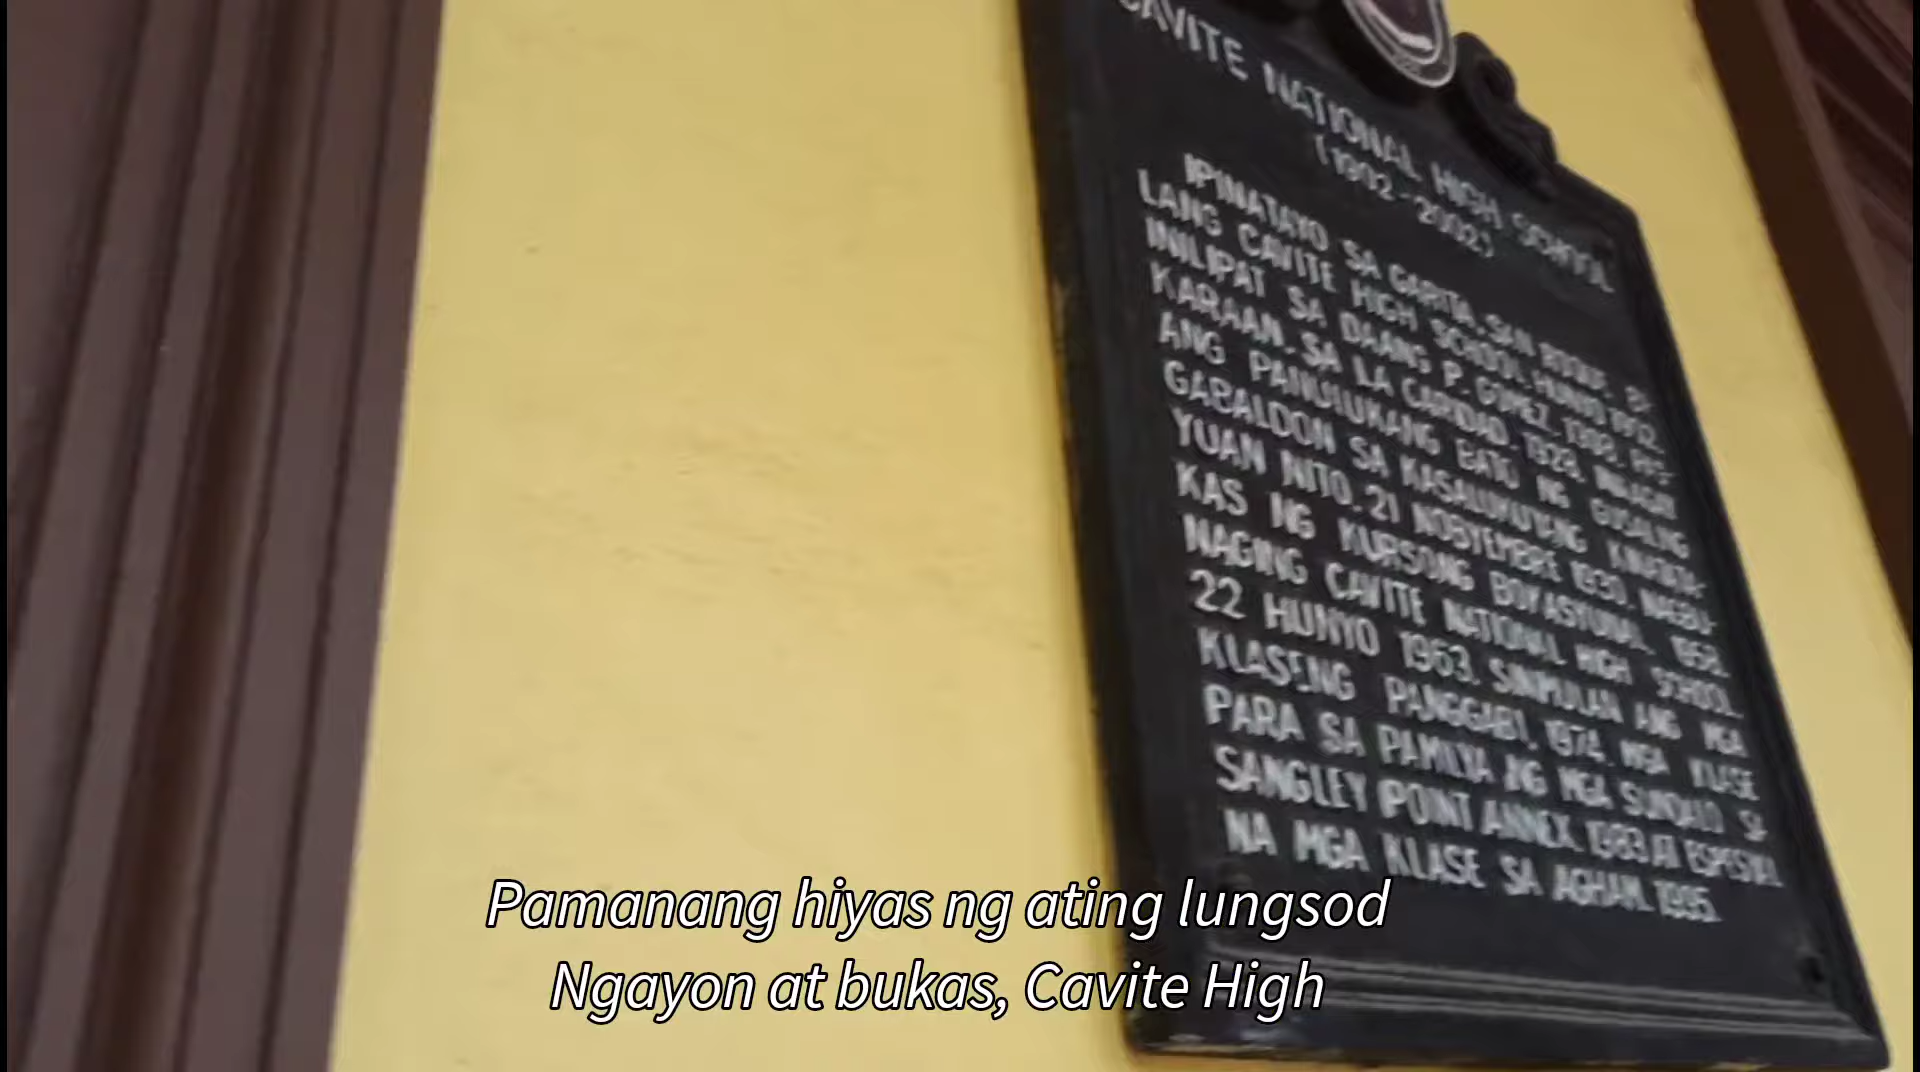 CAVITE NATIONAL HIGH SCHOOL
(1902-2002)
IPINATAYO SA GARITA, SAN ROQUE, BI-
LANG CAVITE HIGH SCHOOL, HUNYO 1902.
INILIPAT SA DAANG P. GOMEZ, 1908. PAS-
KARAAN, SA LA CARIDAD, 1928. INILAGAY
ANG PANULUKANG BATO NG GUSALING
GABALDON SA KASALUKUYANG KINATATA-
YUAN NITO, 21 NOBYEMBRE 1930. NAGBU-
KAS NG KURSONG BOKASYUNAL, 1958.
NAGING CAVITE NATIONAL HIGH SCHOOL,
22 HUNYO 1963. SINIMULAN ANG MGA
KLASENG PANGGABI, 1974. MGA KLASE
PARA SA PAMILYA NG MGA SUNDALO SA
SANGLEY POINT ANNEX, 1983 AT ESPESYAL
NA MGA KLASE SA AGHAM, 1995.
Pamanang hiyas ng ating lungsod
Ngayon at bukas, Cavite High